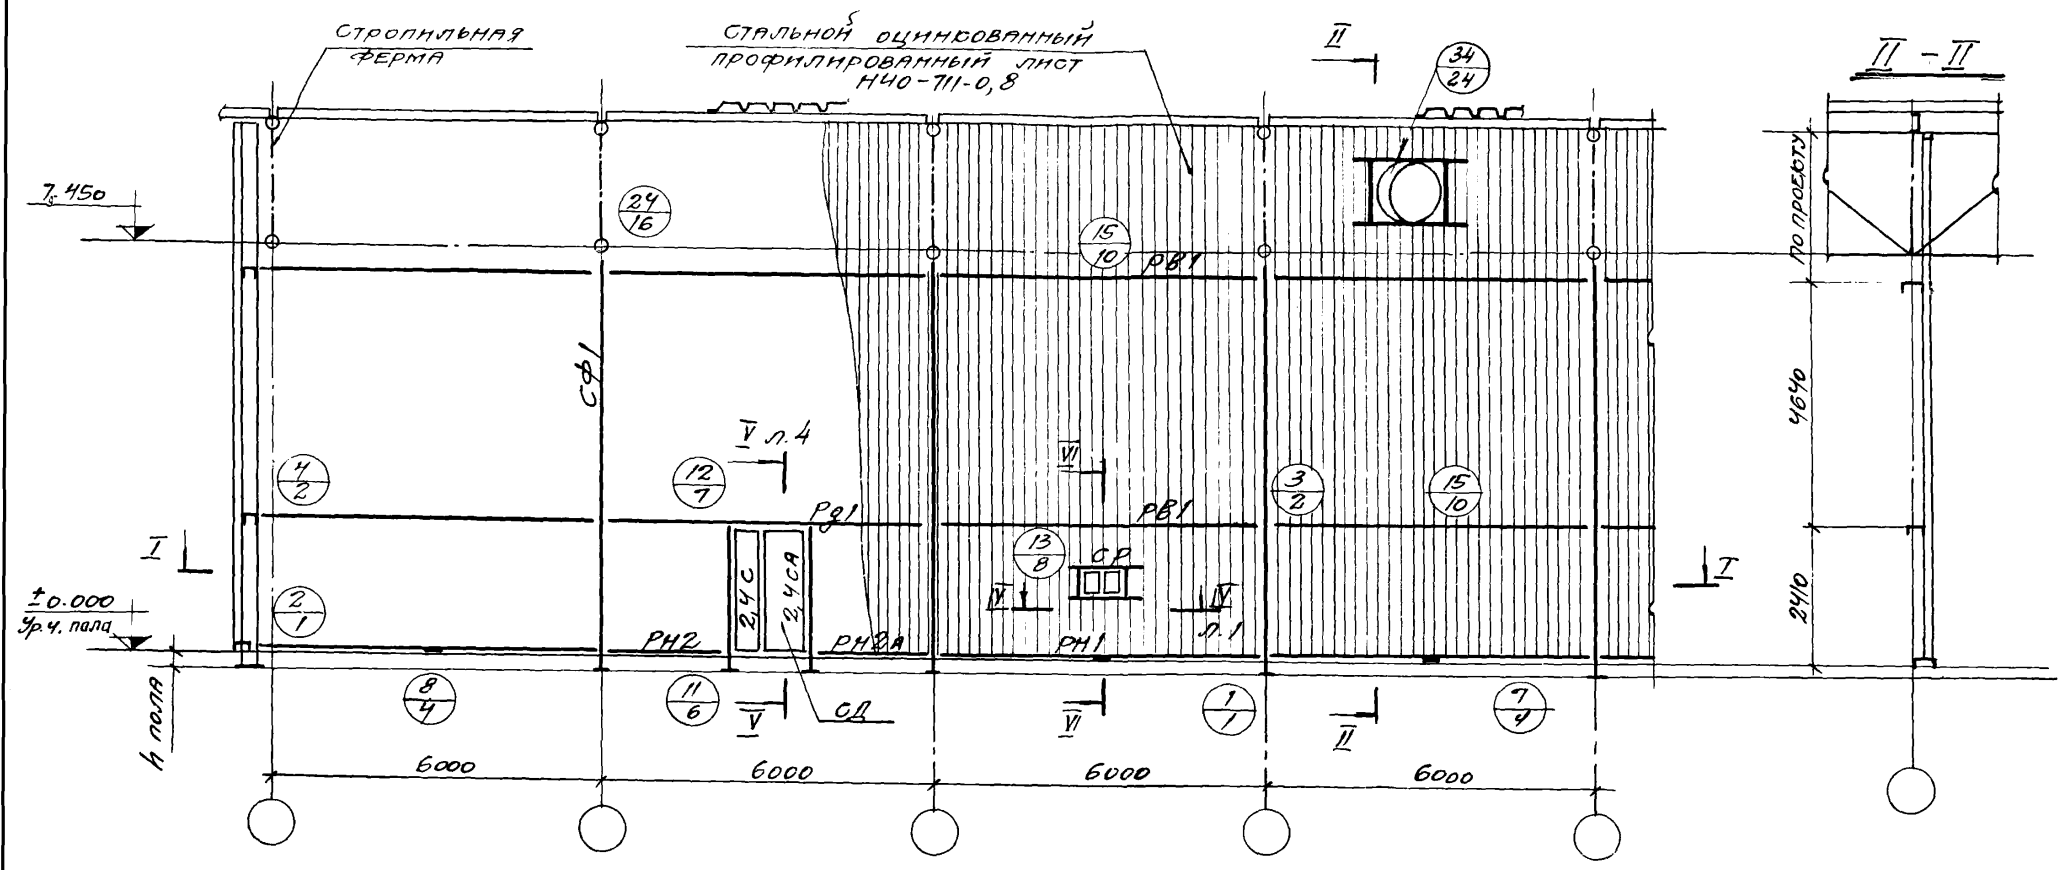 СТРОПИЛЬНАЯ
ФЕРМА
СТАЛЬНОЙ ОЦИНКОВАННЫЙ
ПРОФИЛИРОВАННЫЙ ЛИСТ
Н40-711-0,8
II
34
24
II - II
7.450
24
16
15
10
РВ1
ПО ПРОЕКТУ
СФ1
4640
V л.4
4
2
12
7
VI
3
2
15
10
Рд1
РВ1
I
13
8
СР
I
2,4С
2,4СА
2410
±0.000
Ур.ч. пола
2
1
IV
IV
л.1
РН2
РН2А
РН1
h пола
8
4
11
6
V
СД
VI
1
1
II
7
4
6000
6000
6000
6000